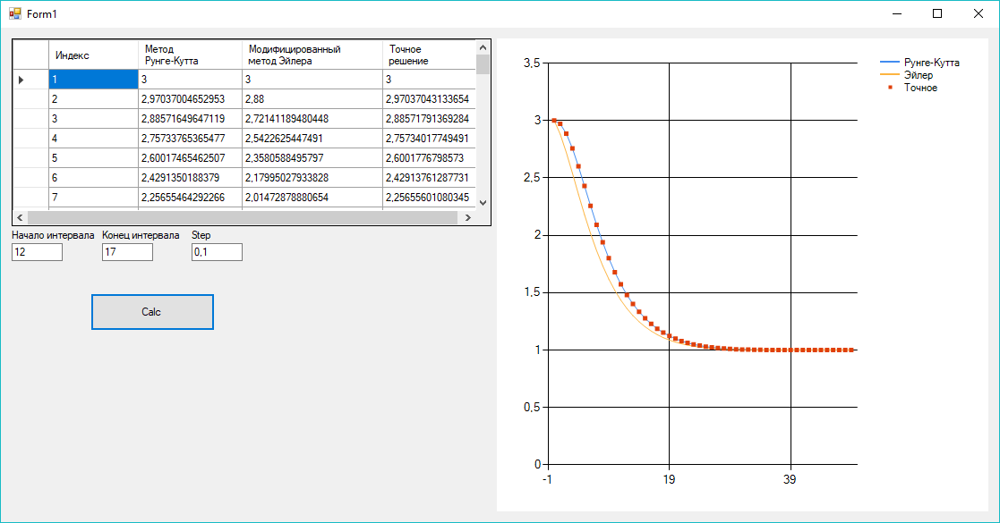 Form1
Индекс Метод Рунге-Кутта Модифицированный метод Эйлера Точное решение
1 3 3 3
2 2,97037004652953 2,88 2,97037043133654
3 2,88571649647119 2,72141189480448 2,88571791369284
4 2,75733765365477 2,5422625447491 2,75734017749491
5 2,60017465462507 2,3580588495797 2,6001776798573
6 2,4291350188379 2,17995027933828 2,42913761287731
7 2,25655464292266 2,01472878880654 2,25655601080345
Начало интервала Конец интервала Step
12 17 0,1
Calc
3,5
3
2,5
2
1,5
1
0,5
0
-1 19 39
Рунге-Кутта
Эйлер
Точное